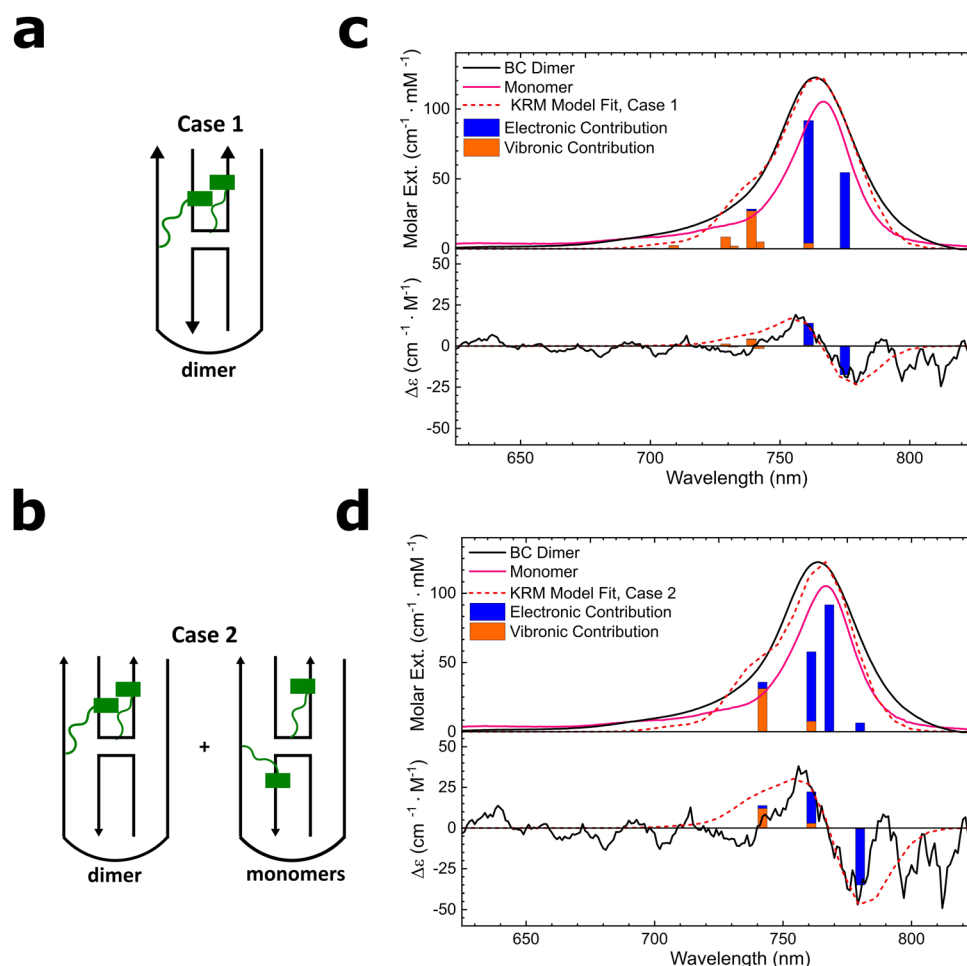 a
Case 1
dimer
c
BC Dimer
Monomer
KRM Model Fit, Case 1
Electronic Contribution
Vibronic Contribution
Molar Ext. (cm⁻¹ · mM⁻¹)
100
50
0
Δε (cm⁻¹ · M⁻¹)
50
25
0
-25
-50
650 700 750 800
Wavelength (nm)
b
Case 2
+
dimer monomers
d
BC Dimer
Monomer
KRM Model Fit, Case 2
Electronic Contribution
Vibronic Contribution
Molar Ext. (cm⁻¹ · mM⁻¹)
100
50
0
Δε (cm⁻¹ · M⁻¹)
50
25
0
-25
-50
650 700 750 800
Wavelength (nm)